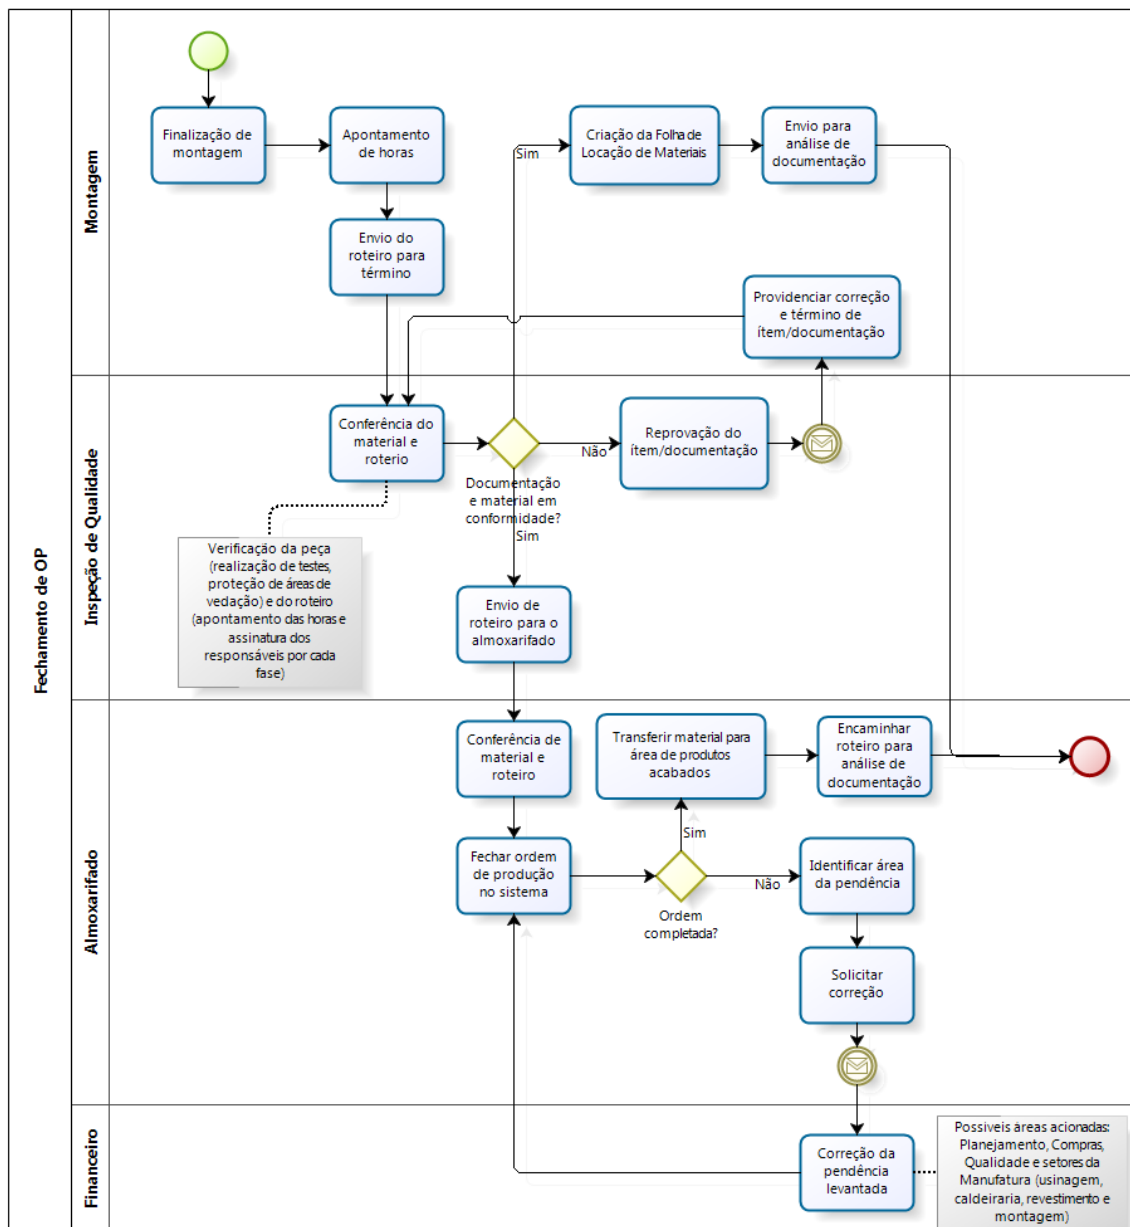 Fechamento de OP
Montagem
Finalização de
montagem
Apontamento
de horas
Envio do
roteiro para
término
Sim
Criação da Folha de
Locação de Materiais
Envio para
análise de
documentação
Providenciar correção
e término de
ítem/documentação
Inspeção de Qualidade
Conferência do
material e
roterio
Documentação
e material em
conformidade?
Não
Sim
Reprovação do
ítem/documentação
Verificação da peça
(realização de testes,
proteção de áreas de
vedação) e do roteiro
(apontamento das horas e
assinatura dos
responsáveis por cada
fase)
Envio de
roteiro para o
almoxarifado
Almoxarifado
Conferência de
material e
roteiro
Transferir material para
área de produtos
acabados
Encaminhar
roteiro para
análise de
documentação
Fechar ordem
de produção
no sistema
Sim
Não
Ordem
completada?
Identificar área
da pendência
Solicitar
correção
Financeiro
Correção da
pendência
levantada
Possiveis áreas acionadas:
Planejamento, Compras,
Qualidade e setores da
Manufatura (usinagem,
caldeiraria, revestimento e
montagem)